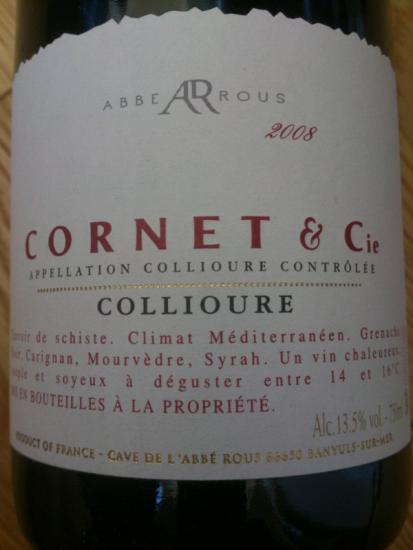 ABBE AR ROUS
2008
CORNET & Cie
APPELLATION COLLIOURE CONTRÔLÉE
COLLIOURE
de schiste. Climat Méditerranéen. Grenache
Carignan, Mourvèdre, Syrah. Un vin chaleureux,
et soyeux à déguster entre 14 et 16°C.
EN BOUTEILLES À LA PROPRIÉTÉ.
Alc.13.5% vol. - 75
PRODUCT OF FRANCE - CAVE DE L'ABBÉ ROUS 66650 BANYULS-SUR-MER